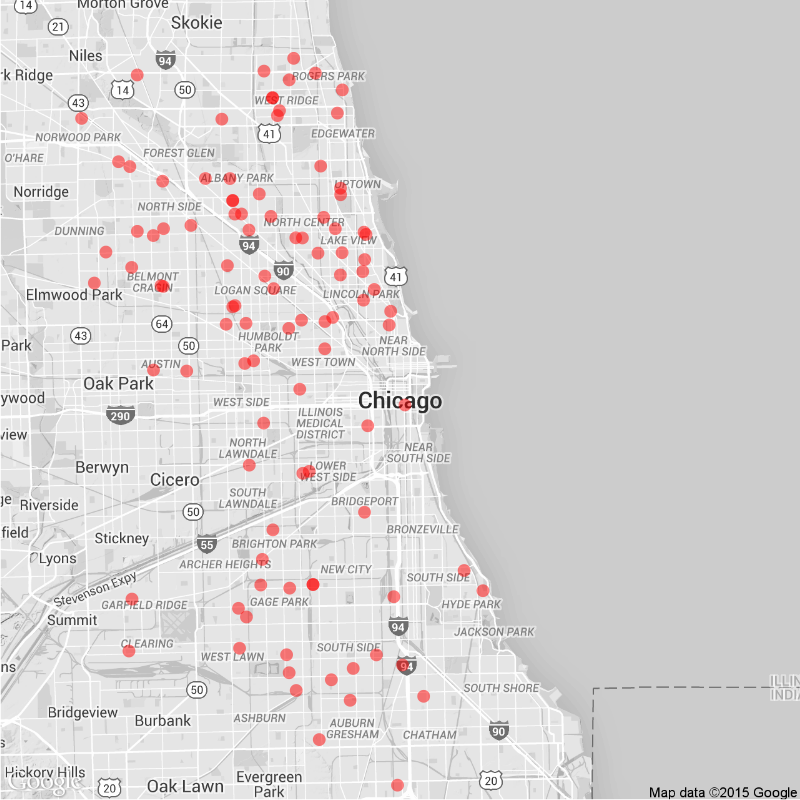 14
Morton Grove
21
Skokie
Niles
94
rk Ridge
ROGERS PARK
14
50
43
WEST RIDGE
41
NORWOOD PARK
EDGEWATER
O'HARE
FOREST GLEN
ALBANY PARK
Norridge
UPTOWN
NORTH SIDE
NORTH CENTER
DUNNING
94
LAKE VIEW
90
41
BELMONT
CRAGIN
LOGAN SQUARE
LINCOLN PARK
Elmwood Park
64
43
50
HUMBOLDT
PARK
NEAR
NORTH SIDE
Park
AUSTIN
WEST TOWN
Oak Park
ywood
290
WEST SIDE
Chicago
ILLINOIS
MEDICAL
DISTRICT
view
NORTH
LAWNDALE
NEAR
SOUTH SIDE
Berwyn
LOWER
WEST SIDE
Cicero
SOUTH
LAWNDALE
ge
Riverside
50
BRIDGEPORT
field
Stickney
BRONZEVILLE
55
BRIGHTON PARK
Lyons
ARCHER HEIGHTS
NEW CITY
SOUTH SIDE
Stevenson Expy
GARFIELD RIDGE
GAGE PARK
HYDE PARK
Summit
94
JACKSON PARK
CLEARING
SOUTH SIDE
WEST LAWN
94
ns
ILLIN
INDIA
50
SOUTH SHORE
Bridgeview
Burbank
ASHBURN
AUBURN
GRESHAM
CHATHAM
90
Hickory Hills
Google
20
Oak Lawn
Evergreen
Park
20
Map data ©2015 Google